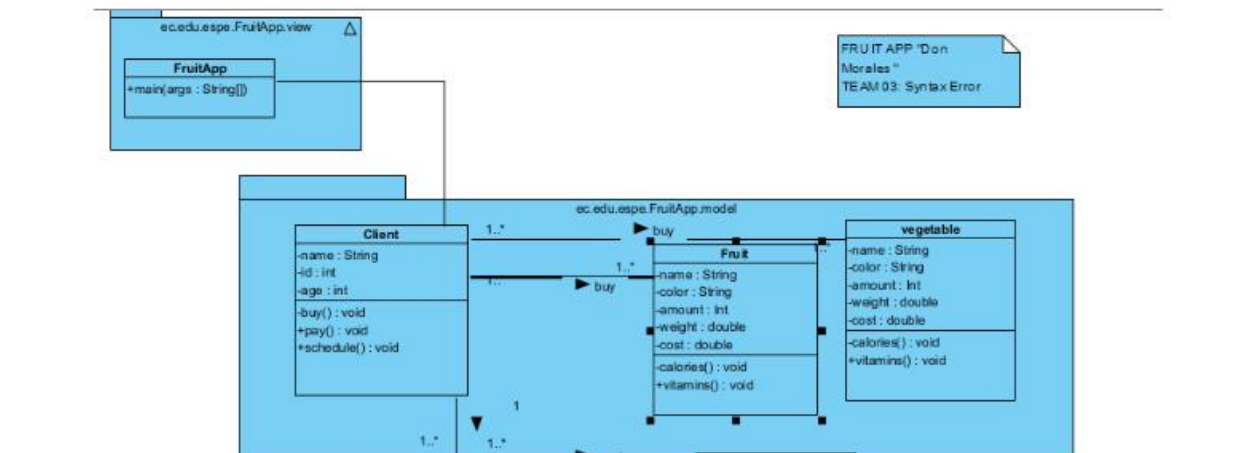 ec.edu.espe.FruitApp.view
FruitApp
+main(args : String[])
FRUIT APP "Don
Morales "
TEAM 03: Syntax Error
ec.edu.espe.FruitApp.model
Client
-name : String
-id : int
-age : int
-buy() : void
+pay() : void
+schedule() : void
1..*
buy
1..*
buy
Fruit
-name : String
-color : String
-amount : Int
-weight : double
-cost : double
-calories() : void
+vitamins() : void
vegetable
-name : String
-color : String
-amount : Int
-weight : double
-cost : double
-calories() : void
+vitamins() : void
1
1..*
1..*